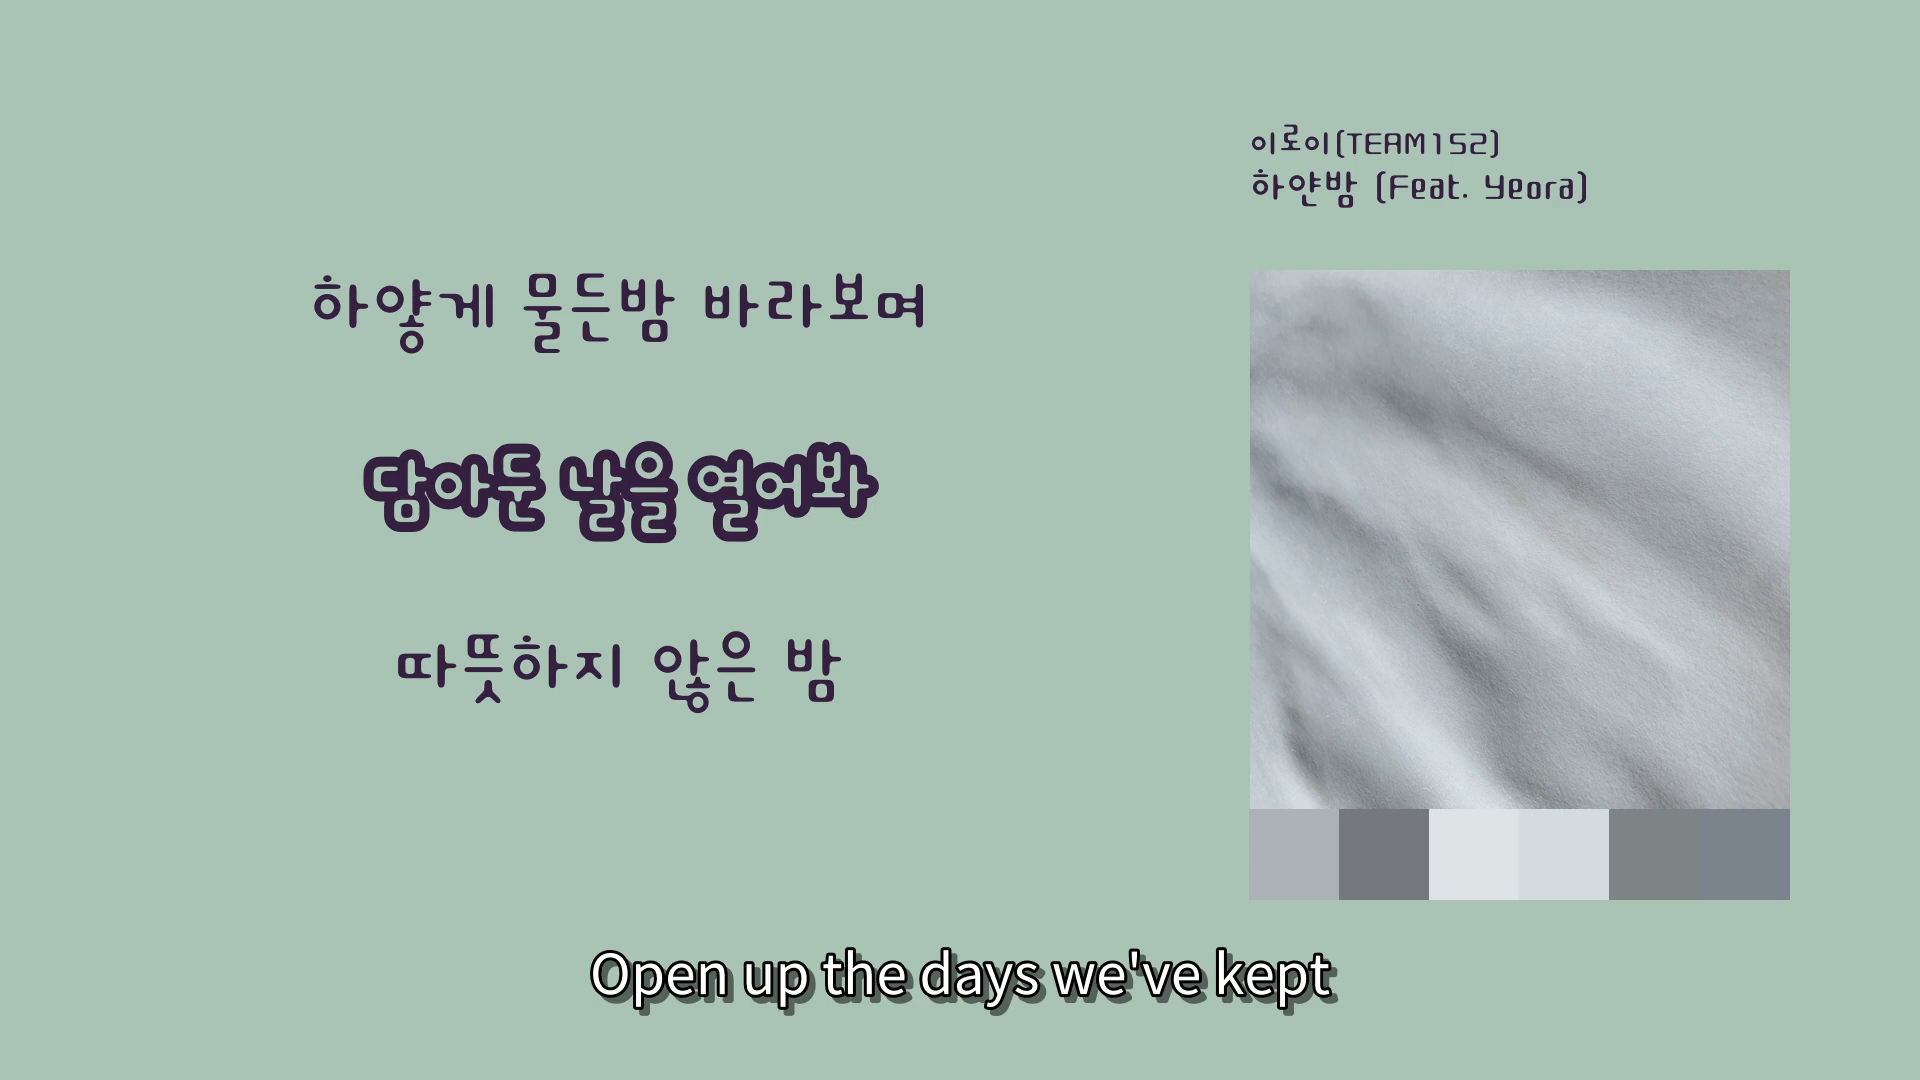 이로이(TEAM152)
하얀밤 (Feat. Yeora)
하얗게 물든밤 바라보며
담아둔 날을 열어봐
따뜻하지 않은 밤
Open up the days we've kept